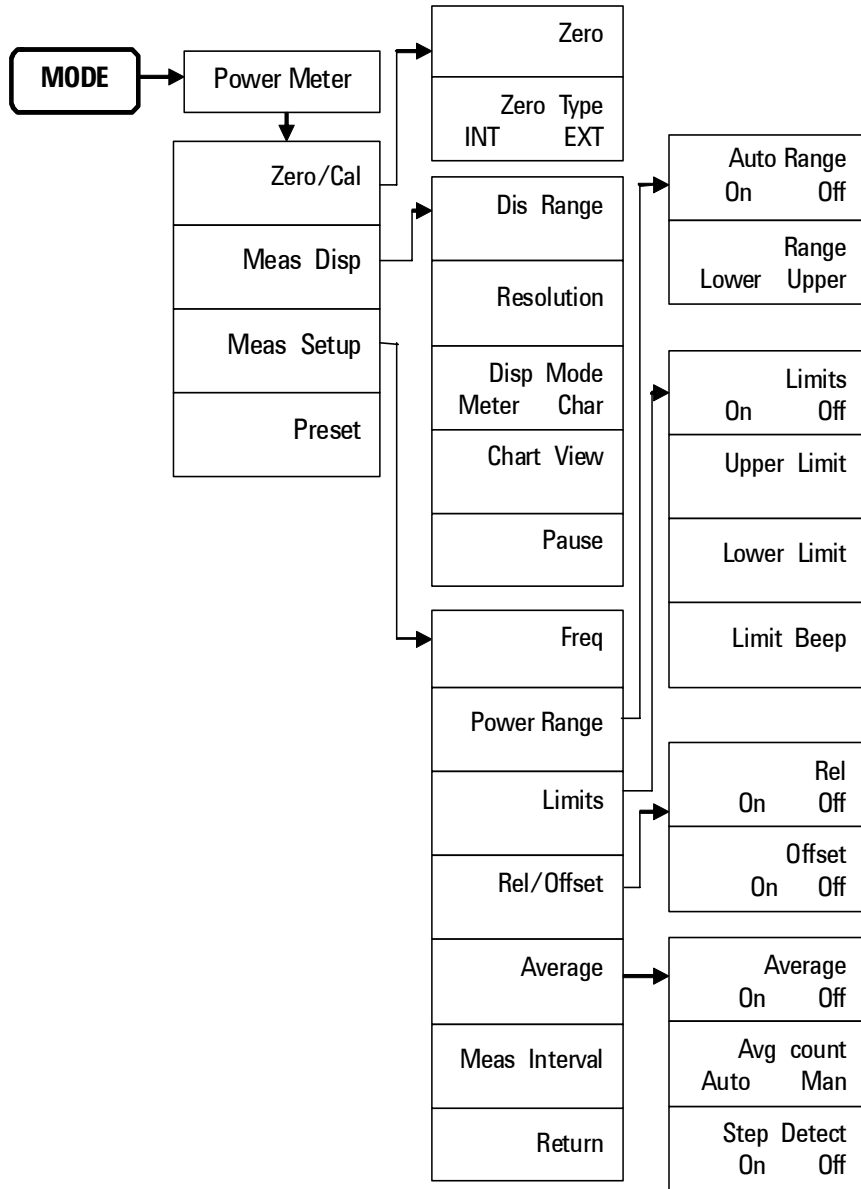 MODE
Power Meter
Zero/Cal
Meas Disp
Meas Setup
Preset
Zero
Zero Type
INT EXT
Dis Range
Resolution
Disp Mode
Meter Char
Chart View
Pause
Freq
Power Range
Limits
Rel/Offset
Average
Meas Interval
Return
Auto Range
On Off
Range
Lower Upper
Limits
On Off
Upper Limit
Lower Limit
Limit Beep
Rel
On Off
Offset
On Off
Average
On Off
Avg count
Auto Man
Step Detect
On Off